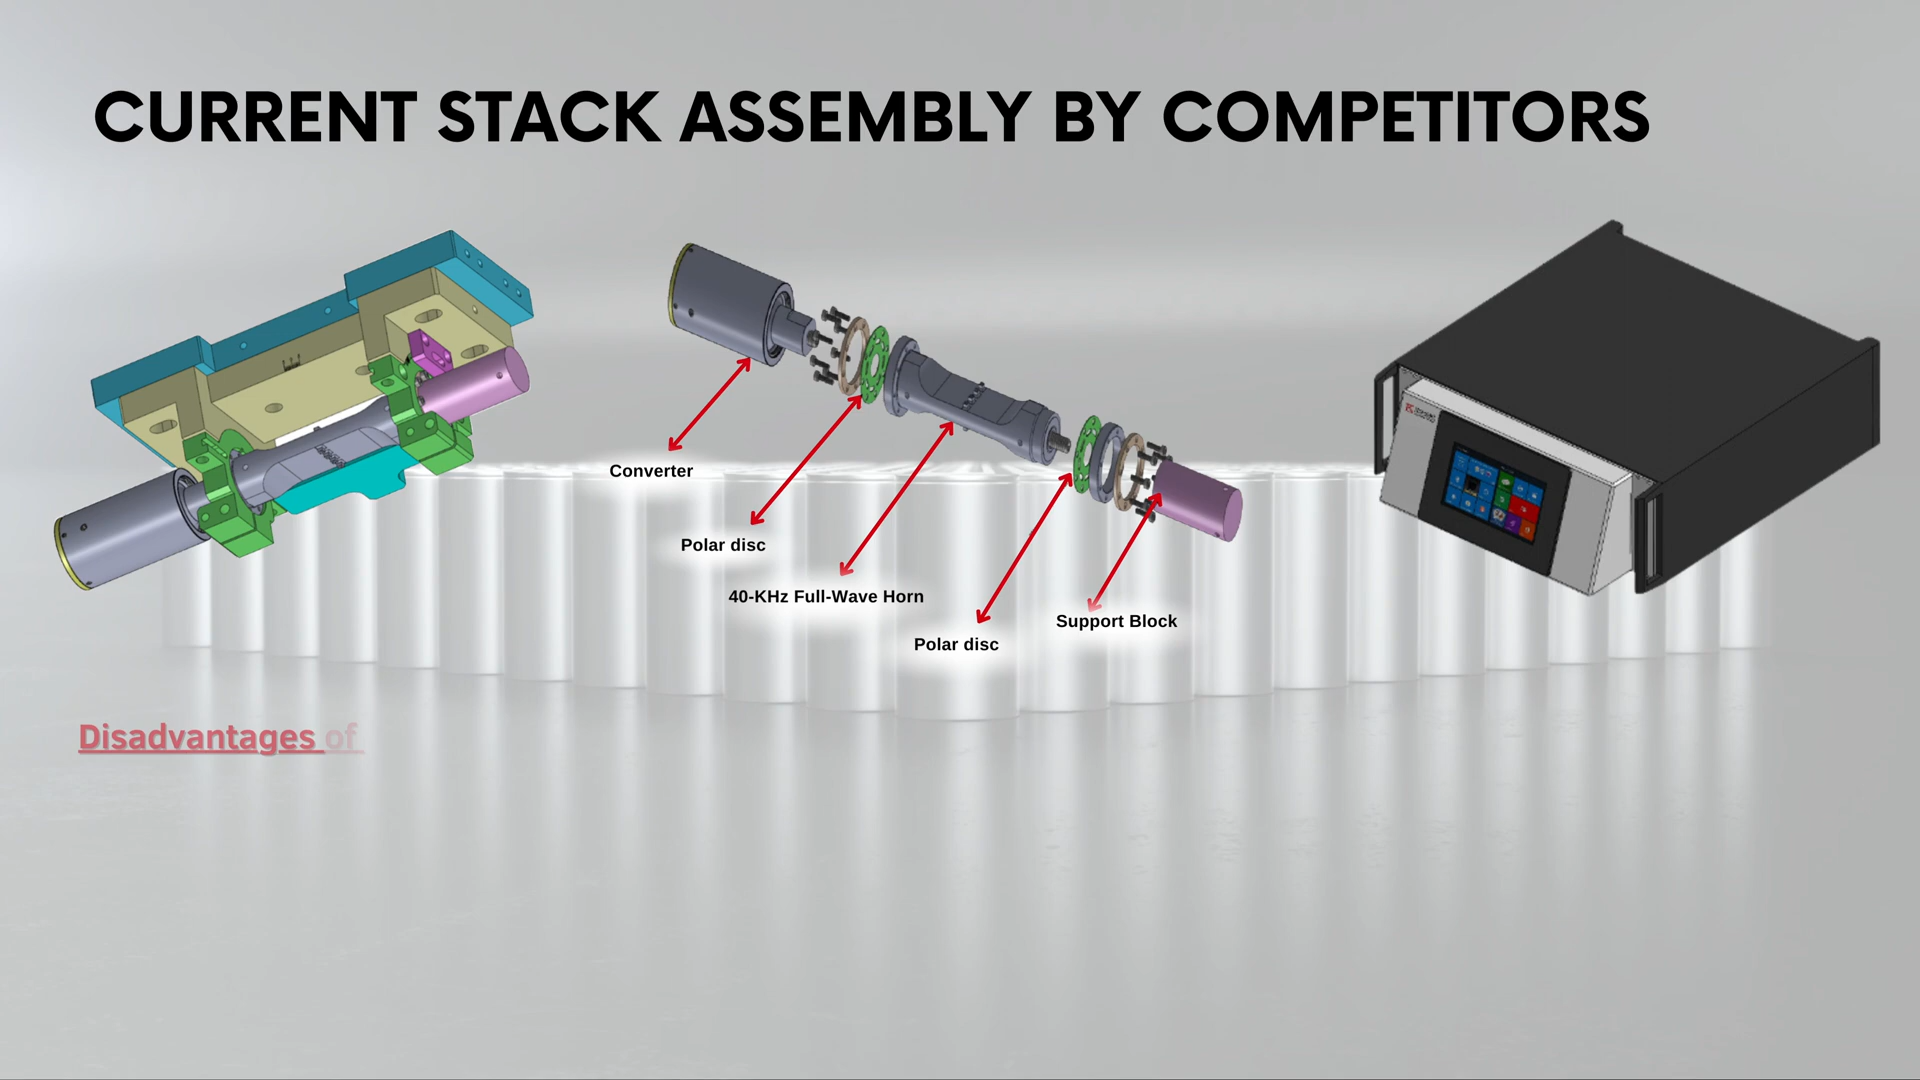 CURRENT STACK ASSEMBLY BY COMPETITORS
Converter
Polar disc
40-KHz Full-Wave Horn
Polar disc
Support Block
Disadvantages of